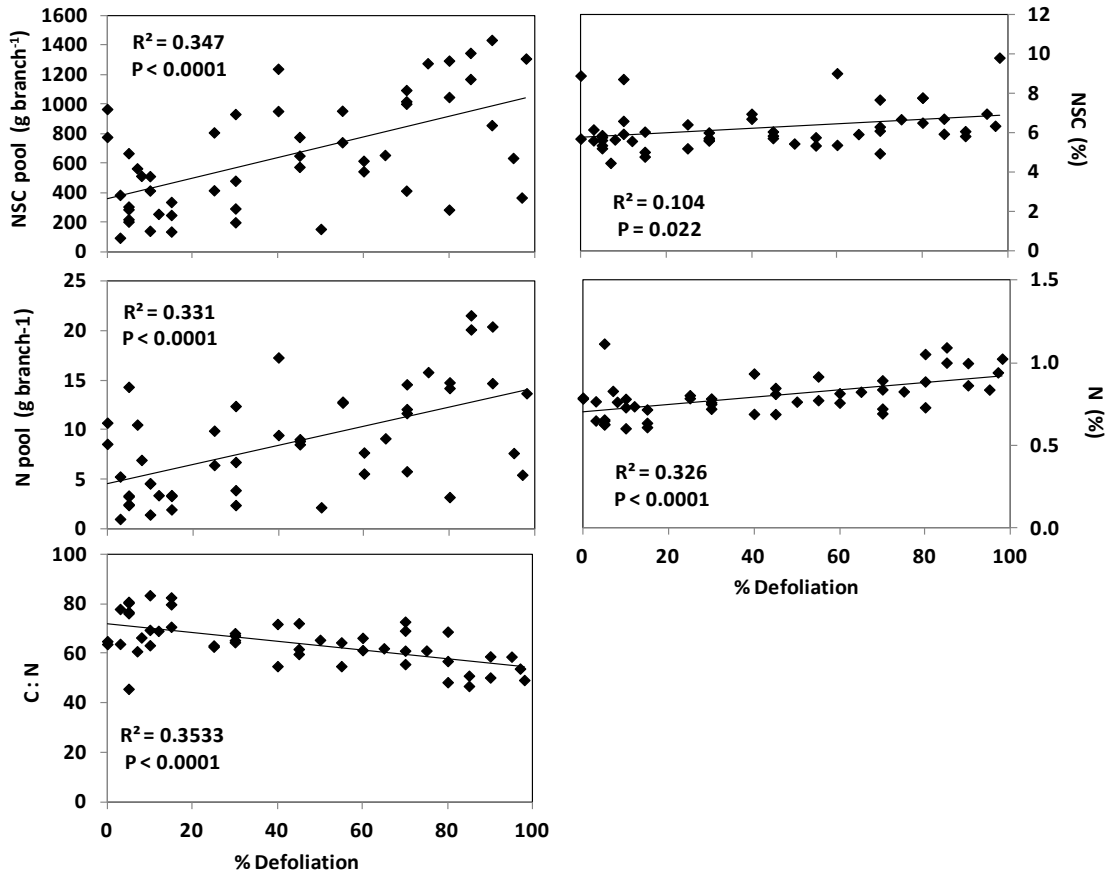 1600
1400
1200
1000
800
600
400
200
0
NSC pool (g branch⁻¹)
R² = 0.347
P < 0.0001
12
10
8
6
4
2
0
NSC (%)
R² = 0.104
P = 0.022
25
20
15
10
5
0
N pool (g branch-1)
R² = 0.331
P < 0.0001
1.5
1.0
0.5
0.0
N (%)
R² = 0.326
P < 0.0001
0 20 40 60 80 100
% Defoliation
100
80
60
40
20
0
C : N
R² = 0.3533
P < 0.0001
0 20 40 60 80 100
% Defoliation